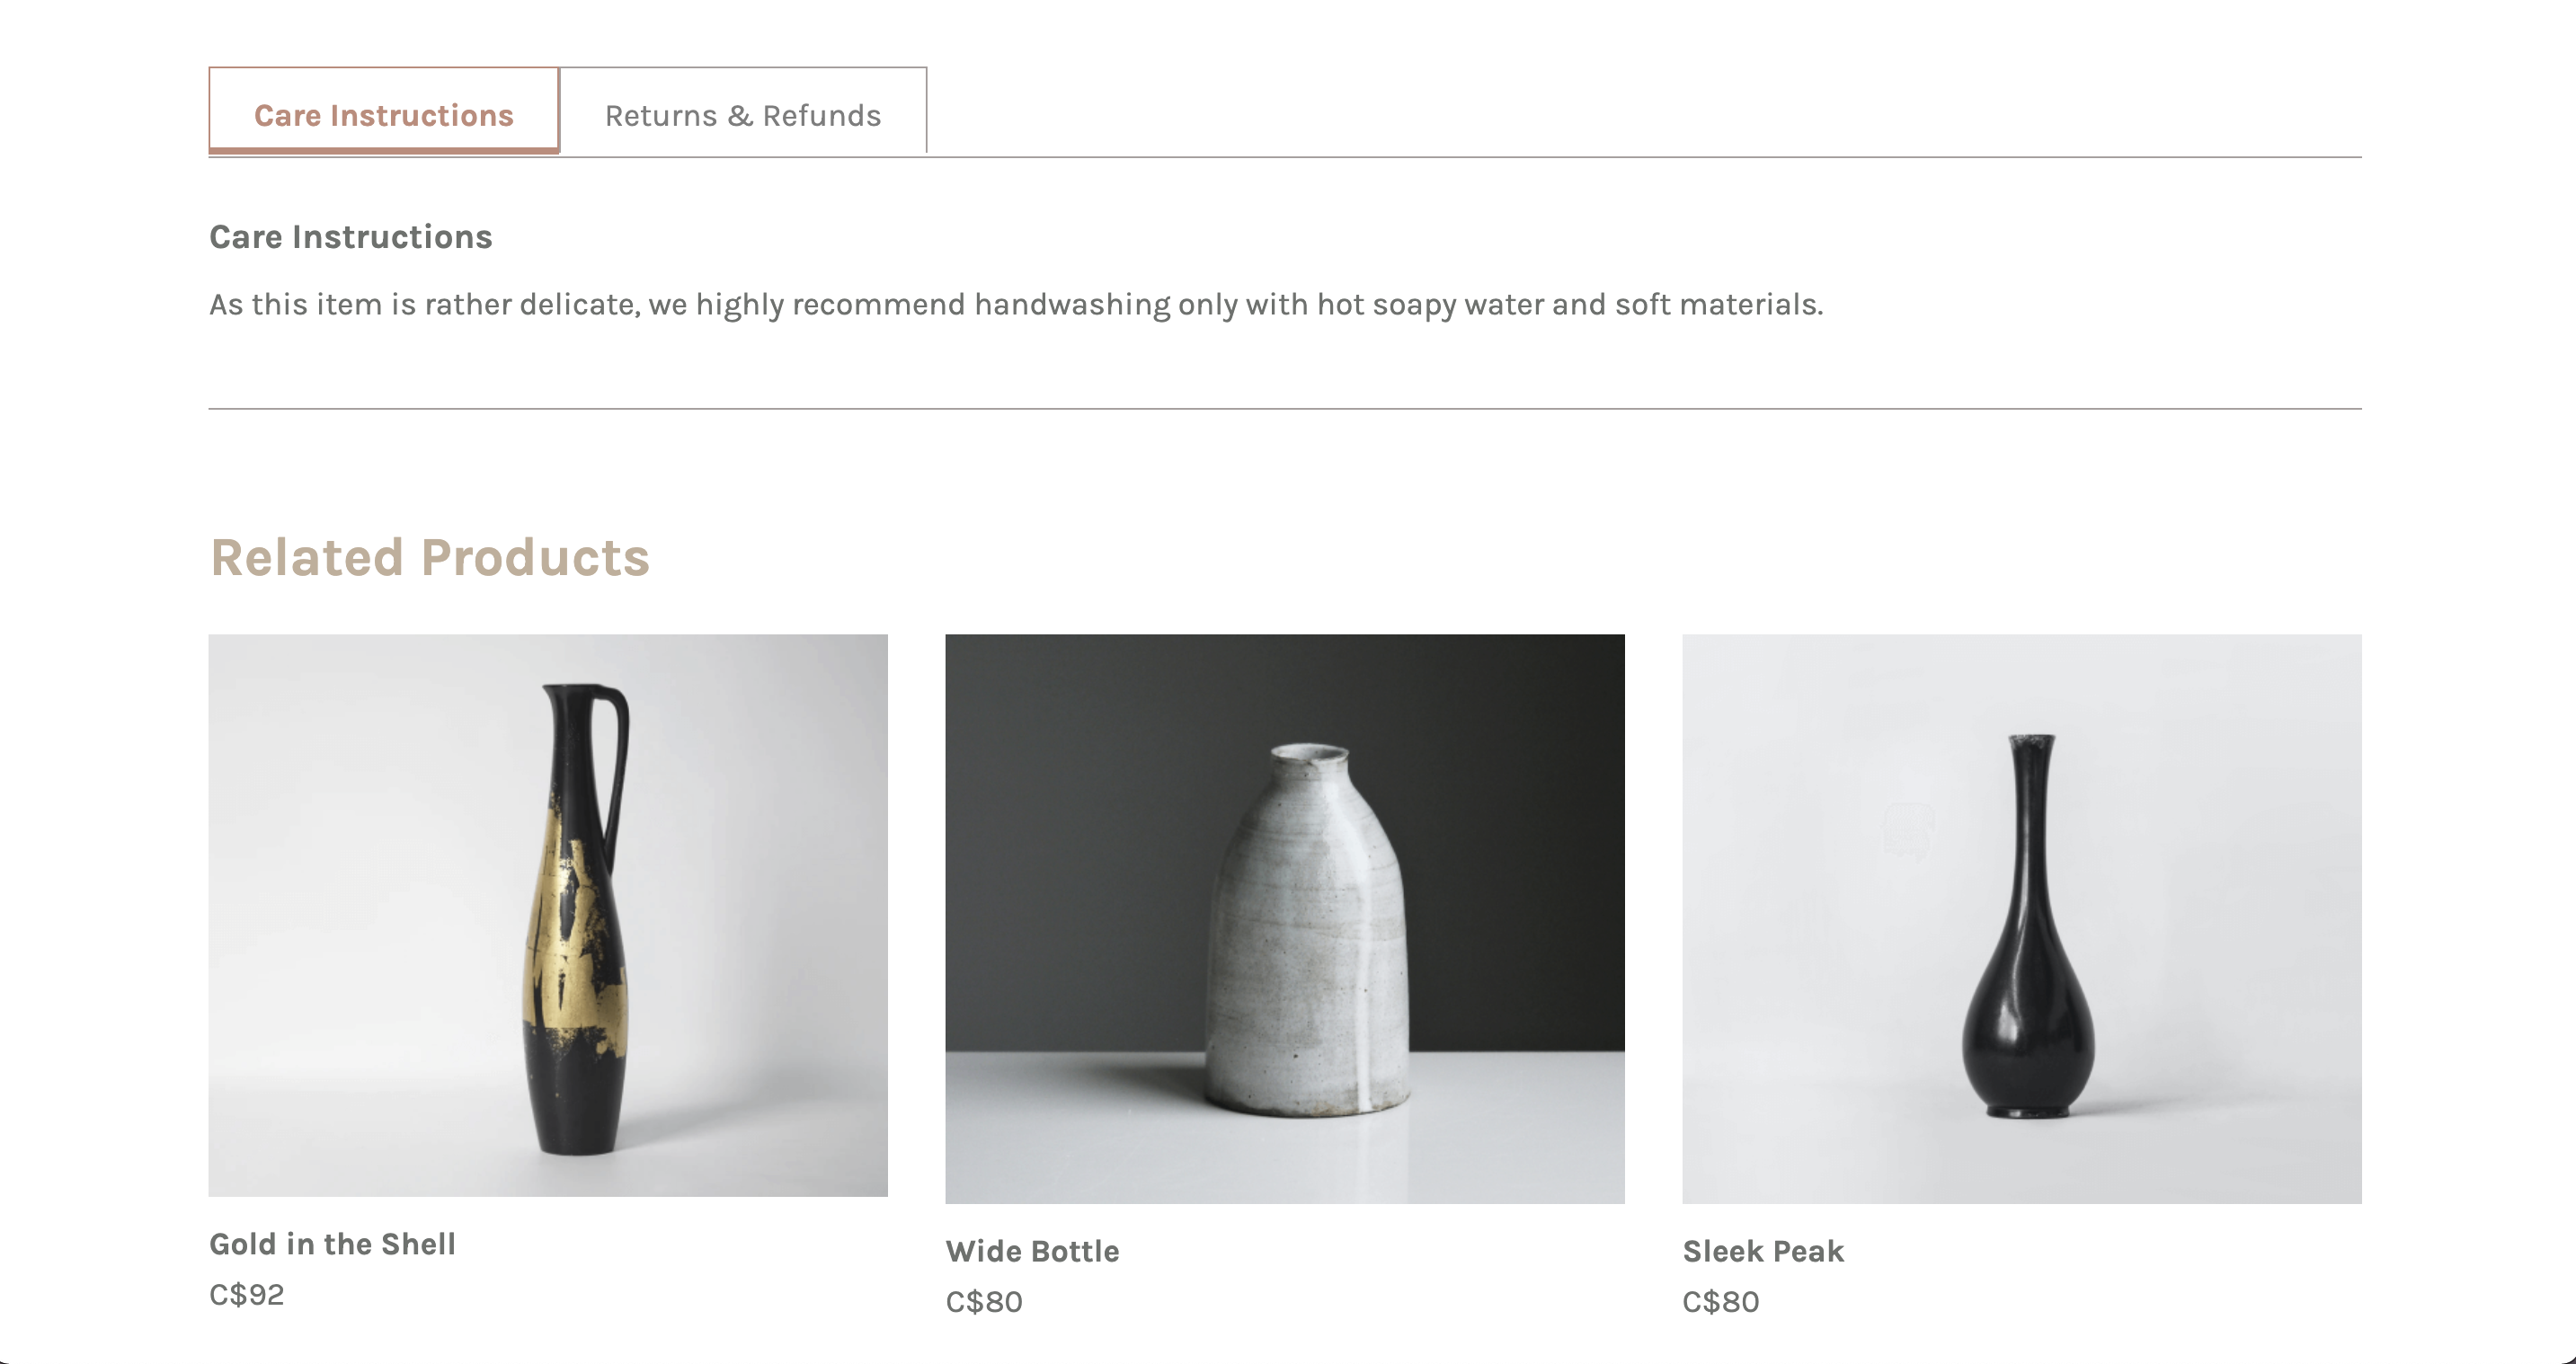 Care Instructions
Returns & Refunds
Care Instructions
As this item is rather delicate, we highly recommend handwashing only with hot soapy water and soft materials.
Related Products
Gold in the Shell
C$92
Wide Bottle
C$80
Sleek Peak
C$80